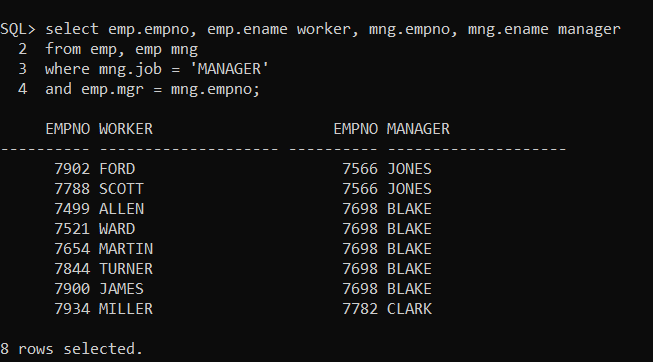 SQL> select emp.empno, emp.ename worker, mng.empno, mng.ename manager
  2  from emp, emp mng
  3  where mng.job = 'MANAGER'
  4  and emp.mgr = mng.empno;

     EMPNO WORKER                    EMPNO MANAGER
---------- -------------------- ---------- --------------------
      7902 FORD                       7566 JONES
      7788 SCOTT                      7566 JONES
      7499 ALLEN                      7698 BLAKE
      7521 WARD                       7698 BLAKE
      7654 MARTIN                     7698 BLAKE
      7844 TURNER                     7698 BLAKE
      7900 JAMES                      7698 BLAKE
      7934 MILLER                     7782 CLARK

8 rows selected.